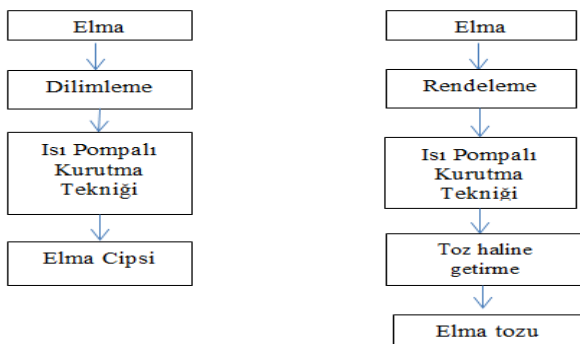 Elma
Dilimleme
Isı Pompalı
Kurutma
Tekniği
Elma Cipsi
Elma
Rendeleme
Isı Pompalı
Kurutma
Tekniği
Toz haline
getirme
Elma tozu